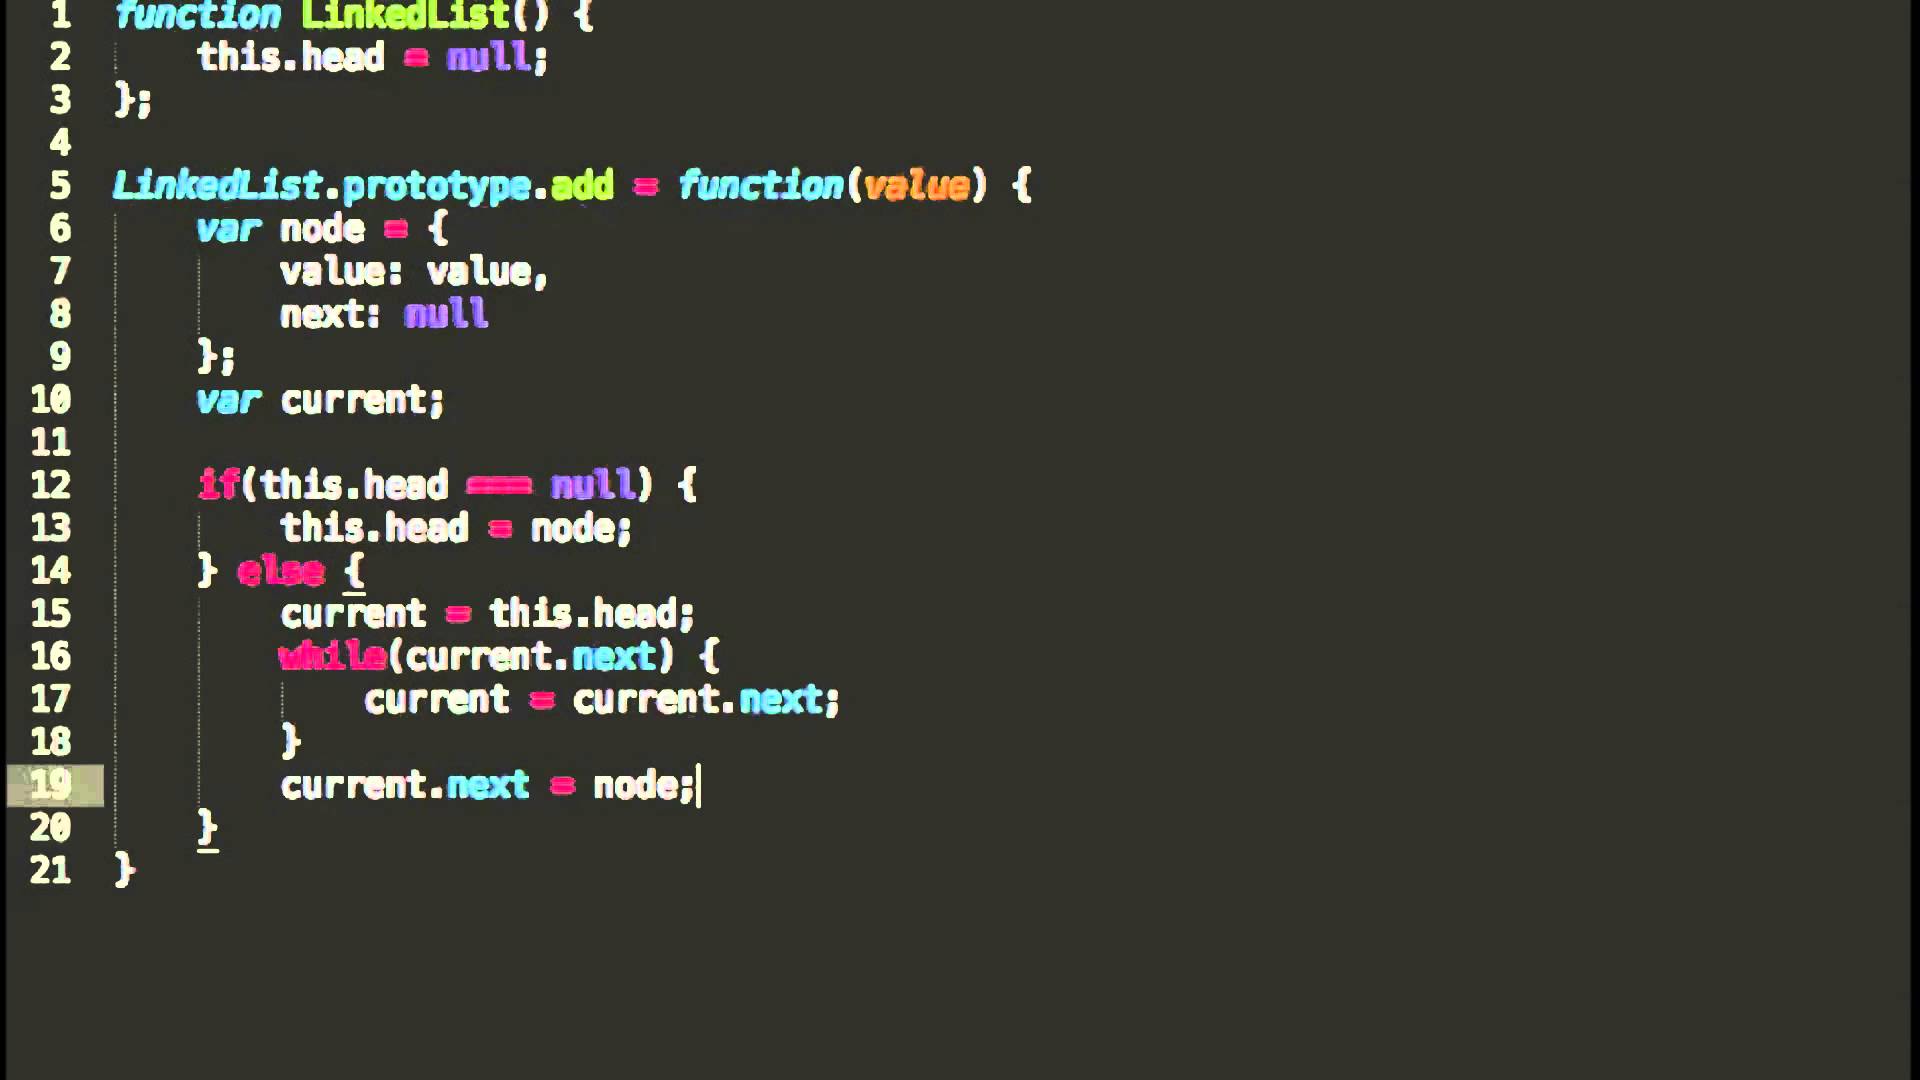 1 function LinkedList() {
2 this.head = null;
3 };
4
5 LinkedList.prototype.add = function(value) {
6 var node = {
7 value: value,
8 next: null
9 };
10 var current;
11
12 if(this.head === null) {
13 this.head = node;
14 } else {
15 current = this.head;
16 while(current.next) {
17 current = current.next;
18 }
19 current.next = node;
20 }
21 }